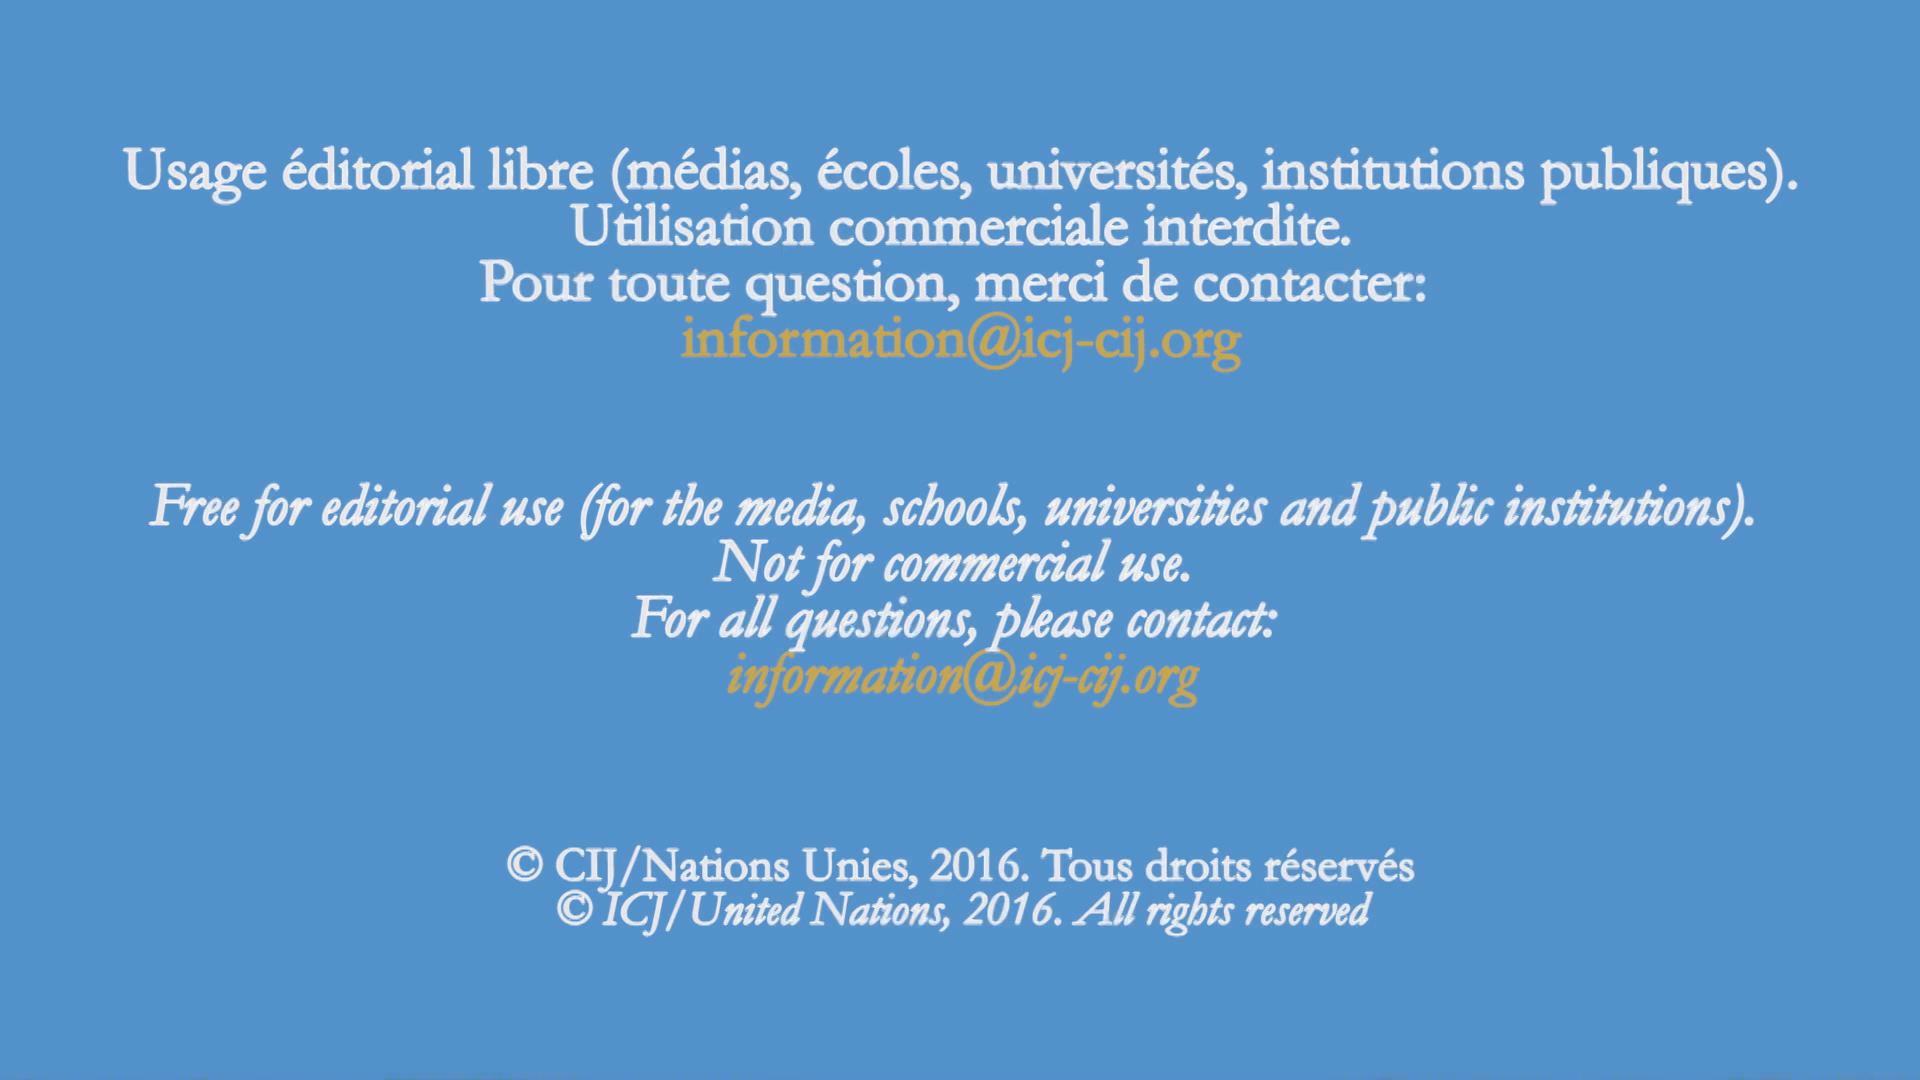 Usage éditorial libre (médias, écoles, universités, institutions publiques).
Utilisation commerciale interdite.
Pour toute question, merci de contacter:
information@icj-cij.org
Free for editorial use (for the media, schools, universities and public institutions).
Not for commercial use.
For all questions, please contact:
information@icj-cij.org
© CIJ/Nations Unies, 2016. Tous droits réservés
© ICJ/United Nations, 2016. All rights reserved